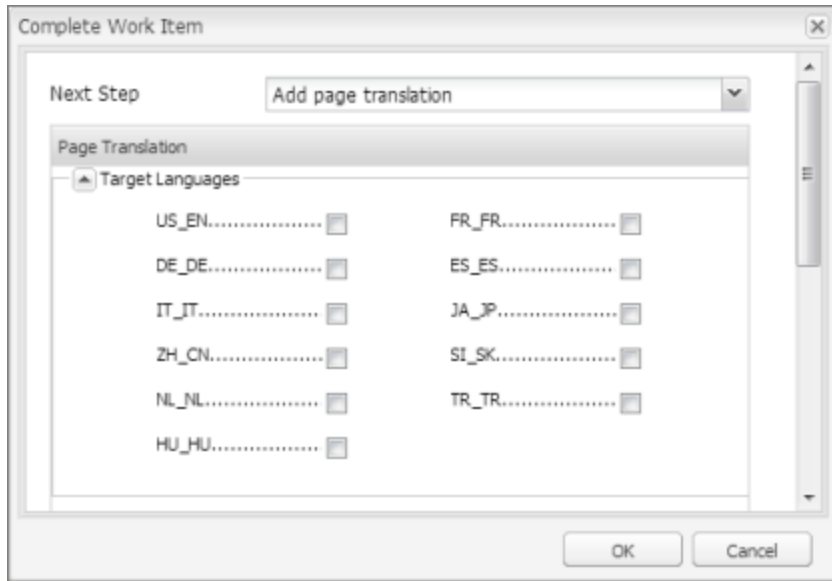 Complete Work Item
Next Step Add page translation
Page Translation
Target Languages
US_EN................... FR_FR...................
DE_DE................... ES_ES...................
IT_IT.................... JA_JP....................
ZH_CN................... SI_SK....................
NL_NL................... TR_TR...................
HU_HU..................
OK Cancel